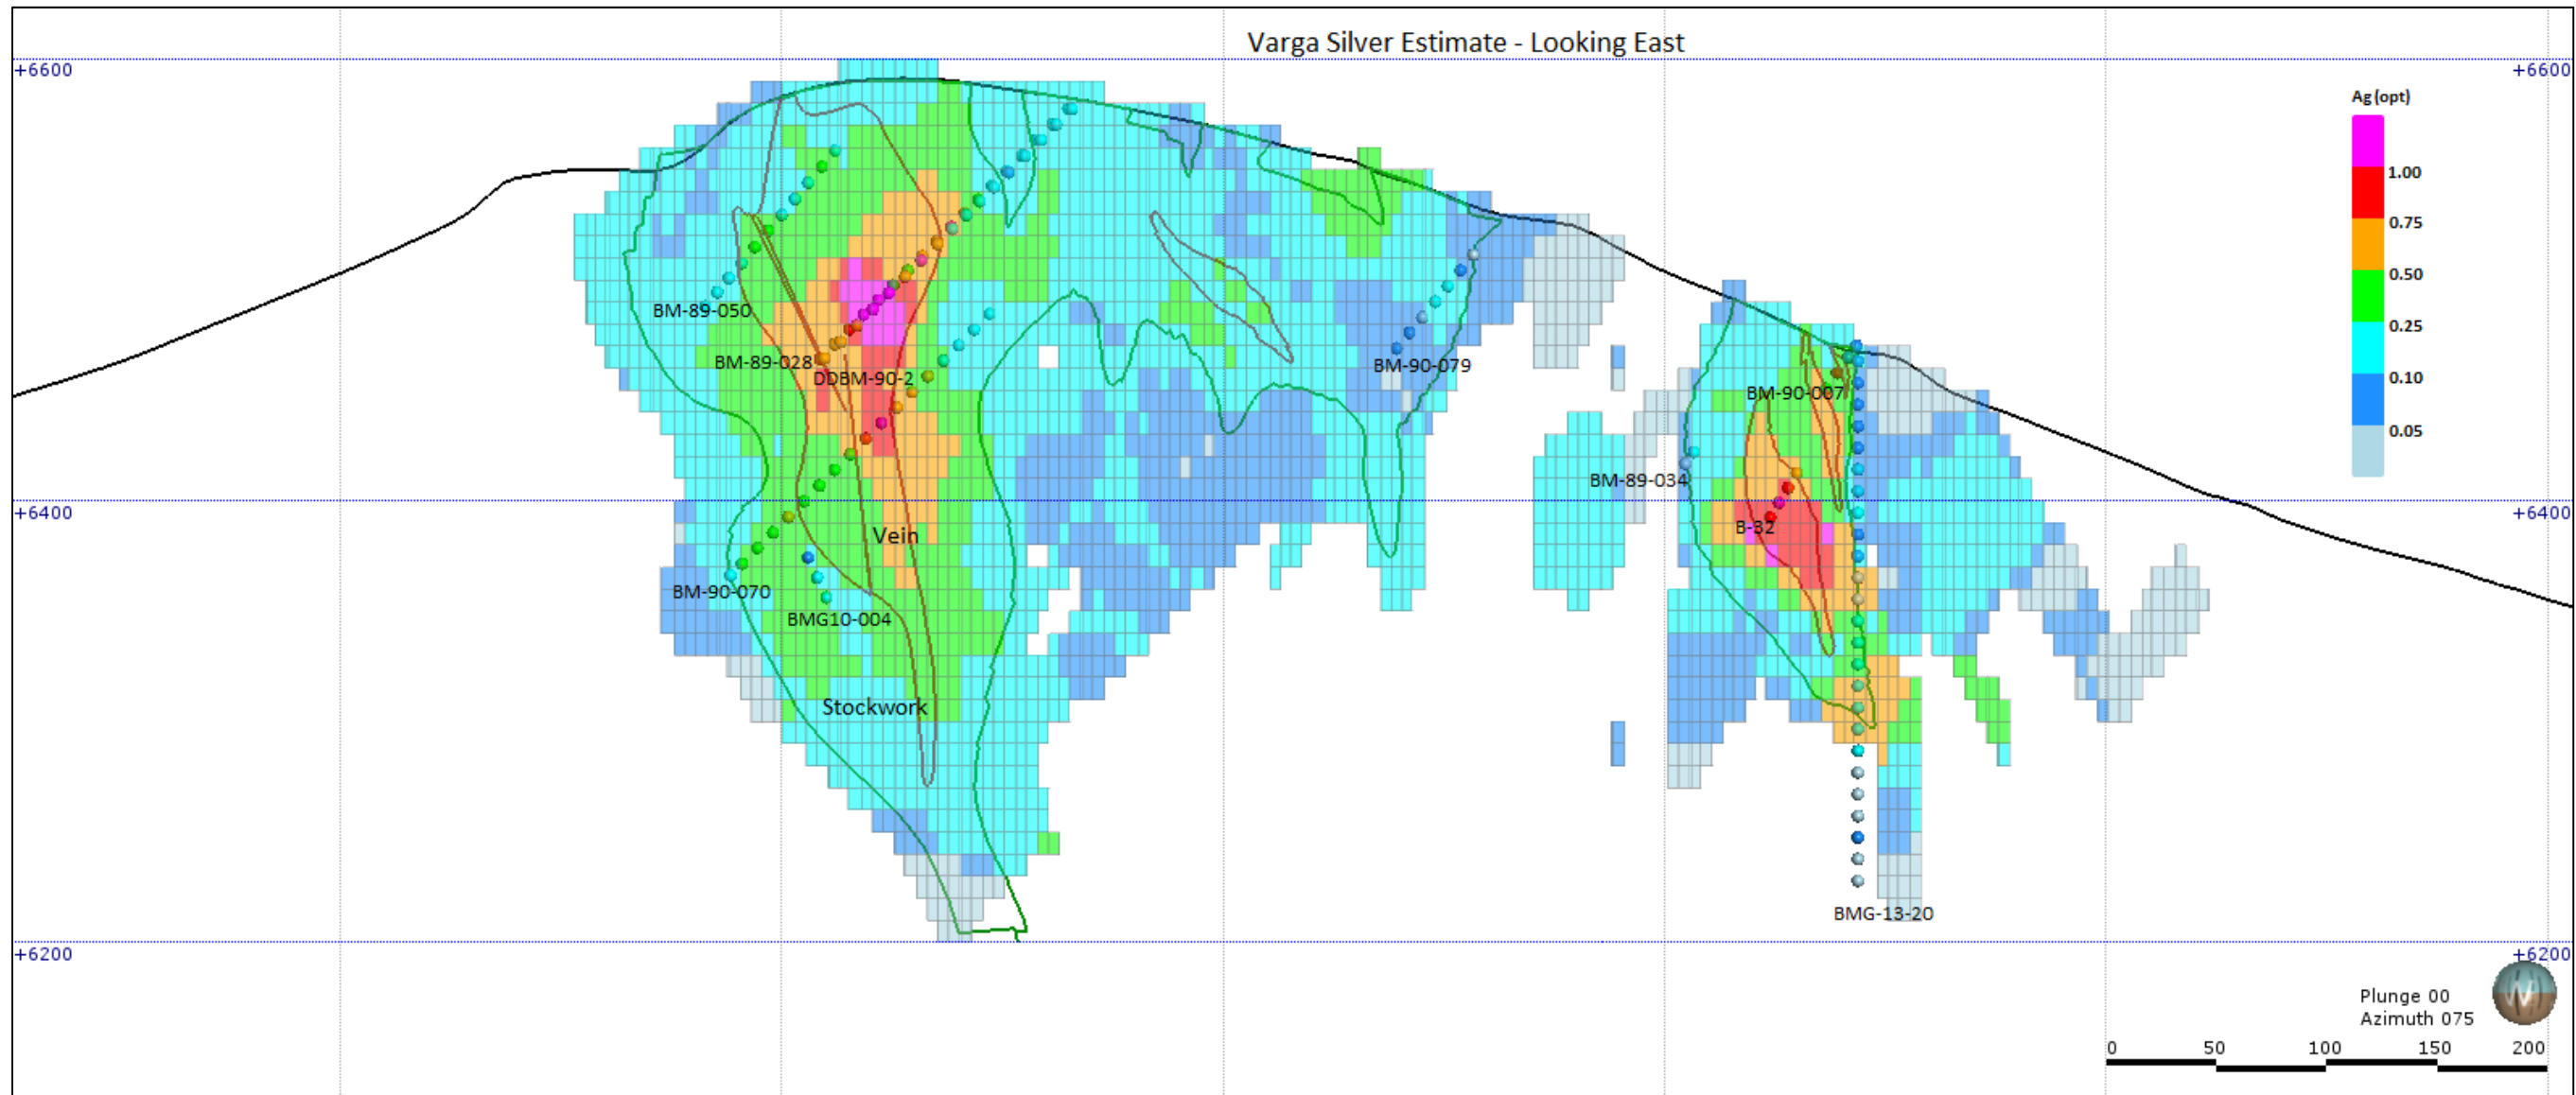 Varga Silver Estimate - Looking East
+6600
+6600
Ag (opt)
1.00
0.75
0.50
0.25
0.10
0.05
BM-89-050
BM-89-028
DDBM-90-2
BM-90-079
BM-90-007
BM-89-034
+6400
+6400
B-82
Vein
BM-90-070
BMG10-004
Stockwork
BMG-13-20
+6200
+6200
Plunge 00
Azimuth 075
0 50 100 150 200